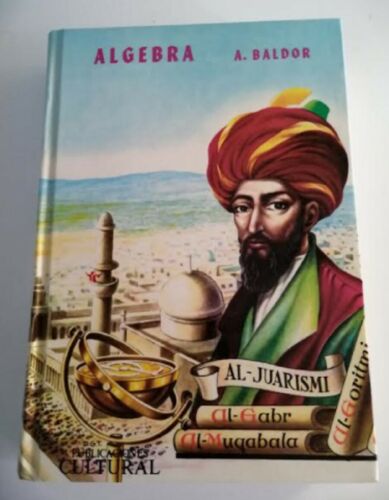 ALGEBRA A. BALDOR
AL-JUARISMI
Al-Gabr
Al-Muqabala
Al-Goritmi
PUBLICACIONES
CULTURAL